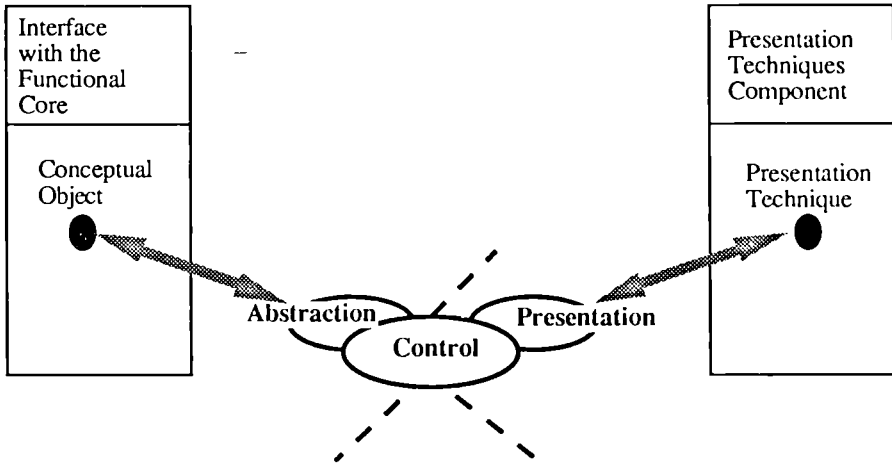 Interface
with the
Functional
Core
Presentation
Techniques
Component
Conceptual
Object
Presentation
Technique
Abstraction
Presentation
Control